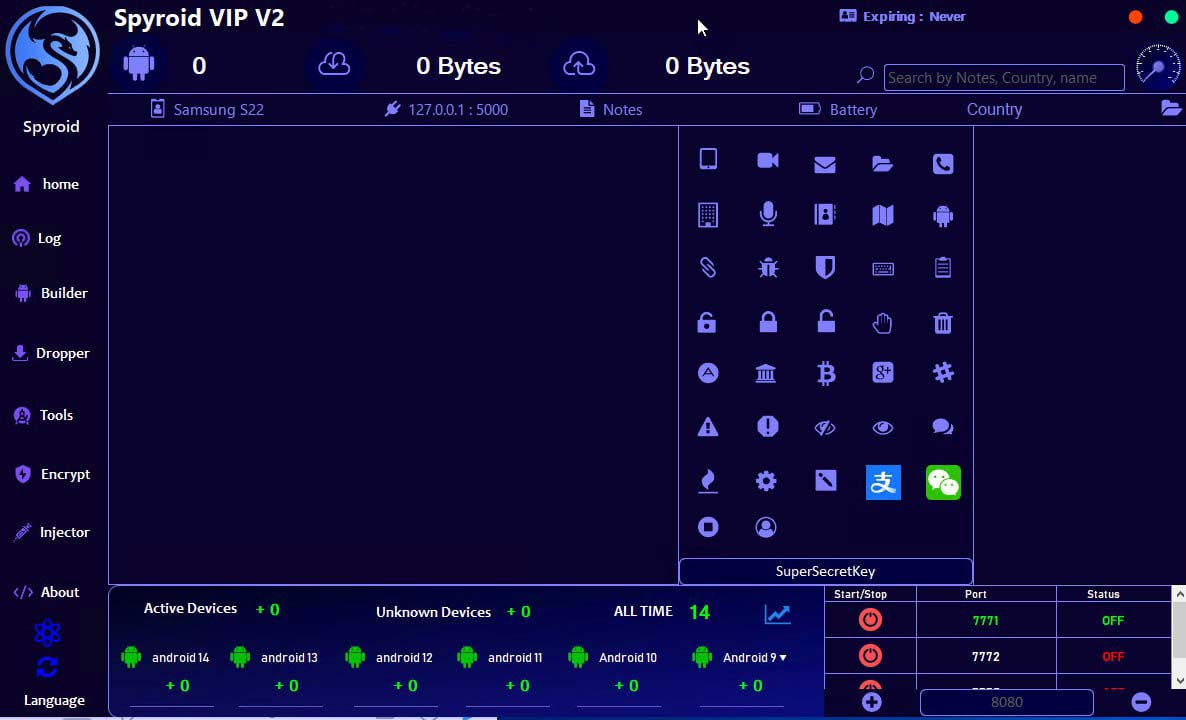 Spyroid VIP V2
Expiring : Never
0
0 Bytes
0 Bytes
Search by Notes, Country, name
Spyroid
Samsung S22
127.0.0.1 : 5000
Notes
Battery
Country
home
Log
Builder
Dropper
Tools
Encrypt
Injector
About
Language
SuperSecretKey
Active Devices + 0
Unknown Devices + 0
ALL TIME 14
android 14
android 13
android 12
android 11
Android 10
Android 9
+ 0
+ 0
+ 0
+ 0
+ 0
+ 0
Start/Stop Port Status
7771 OFF
7772 OFF
8080